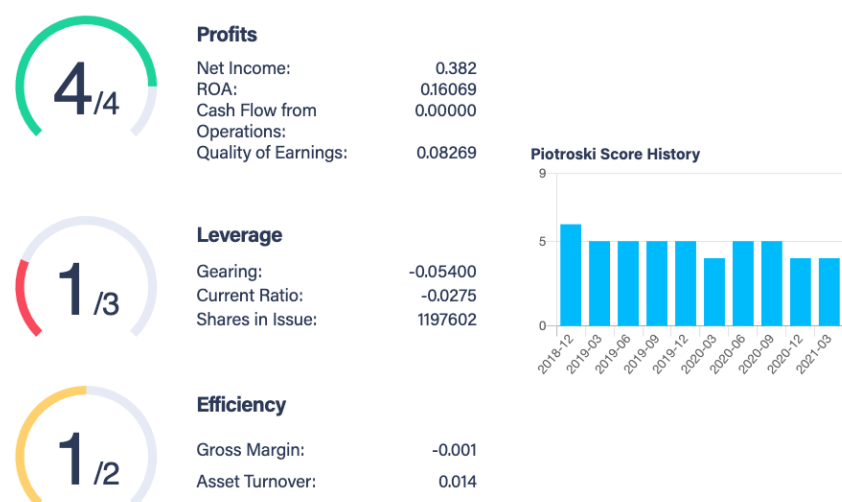 4/4
Profits
Net Income: 0.382
ROA: 0.16069
Cash Flow from 0.00000
Operations:
Quality of Earnings: 0.08269
1/3
Leverage
Gearing: -0.05400
Current Ratio: -0.0275
Shares in Issue: 1197602
1/2
Efficiency
Gross Margin: -0.001
Asset Turnover: 0.014
Piotroski Score History
9
5
0
2018-12 2019-03 2019-06 2019-09 2019-12 2020-03 2020-06 2020-09 2020-12 2021-03